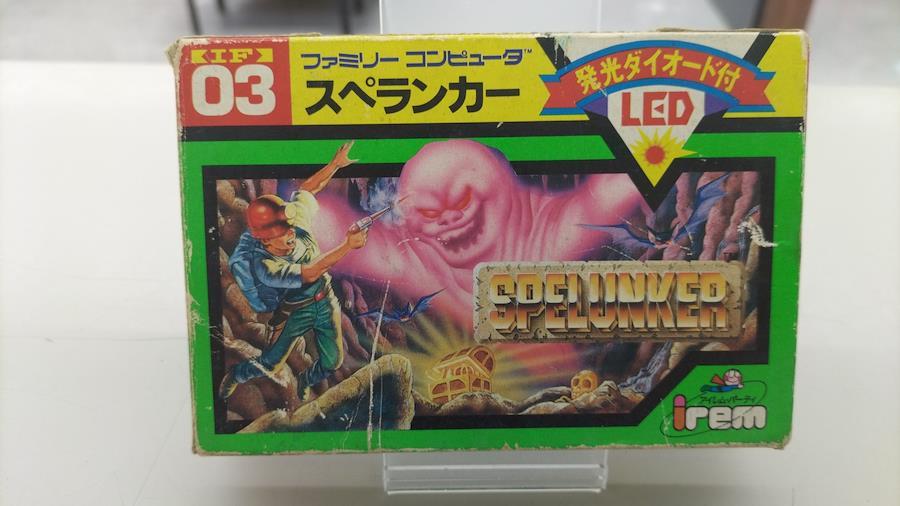 <IF>
03
ファミリー コンピュータ™
スペランカー
発光ダイオード付
LED
SPELUNKER
アイレム・パーティ
irem